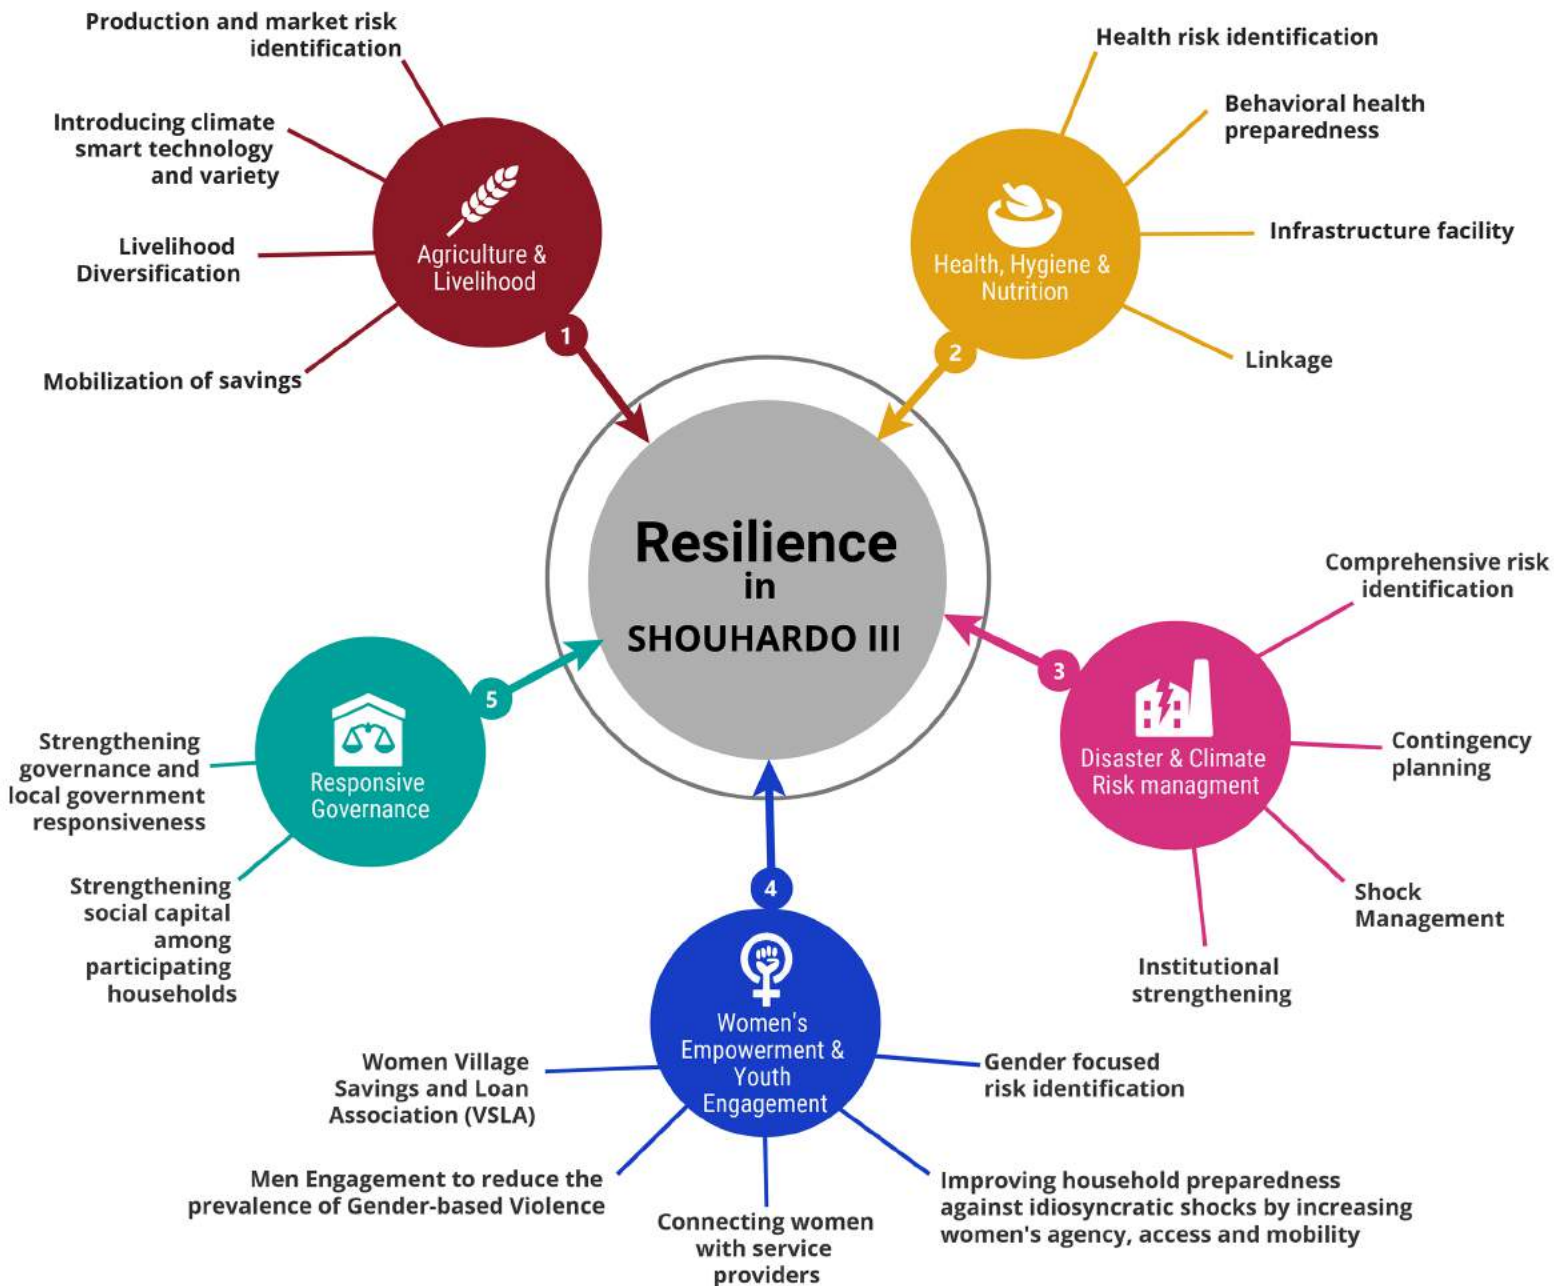 Production and market risk
identification
Introducing climate
smart technology
and variety
Livelihood
Diversification
Mobilization of savings
Agriculture &
Livelihood
1
Health risk identification
Behavioral health
preparedness
Infrastructure facility
Linkage
Health, Hygiene &
Nutrition
2
Resilience
in
SHOUHARDO III
Comprehensive risk
identification
Contingency
planning
Shock
Management
Institutional
strengthening
Disaster & Climate
Risk managment
3
4
Women's
Empowerment &
Youth
Engagement
Gender focused
risk identification
Improving household preparedness
against idiosyncratic shocks by increasing
women's agency, access and mobility
Connecting women
with service
providers
Men Engagement to reduce the
prevalence of Gender-based Violence
Women Village
Savings and Loan
Association (VSLA)
5
Responsive
Governance
Strengthening
governance and
local government
responsiveness
Strengthening
social capital
among
participating
households